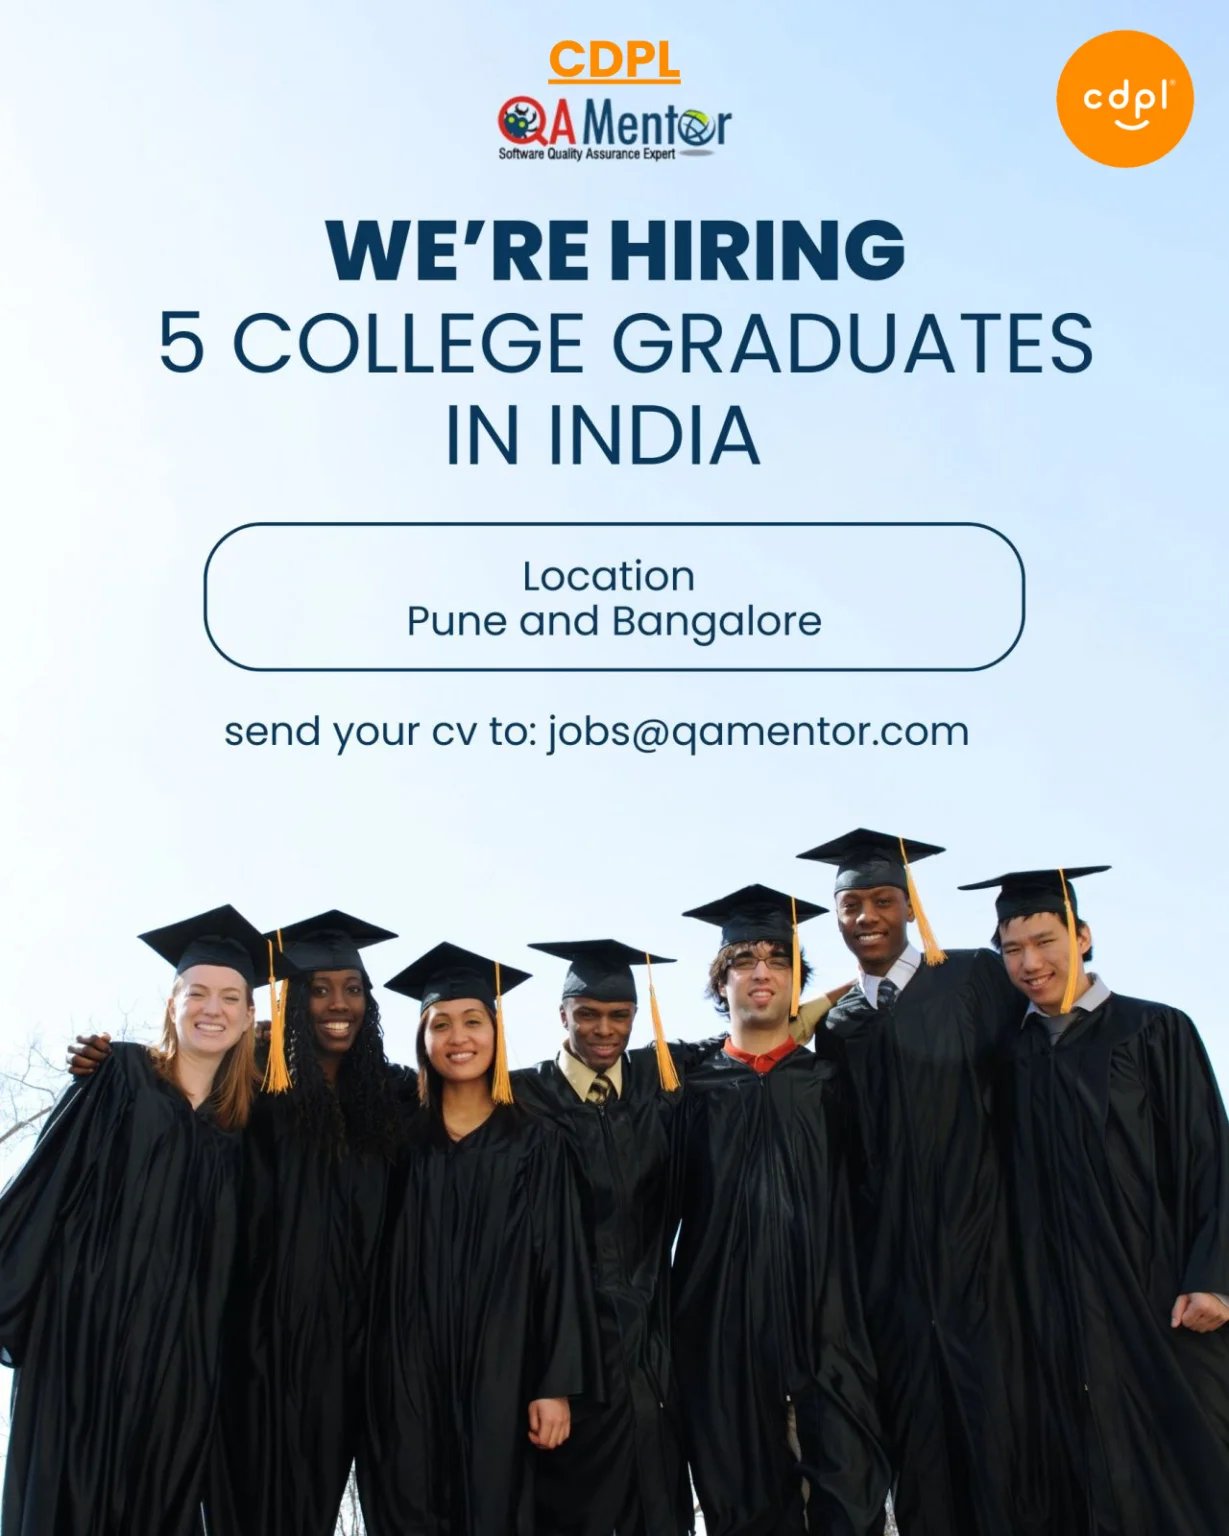 CDPL
cdpl
QA Mentor
Software Quality Assurance Expert
WE'RE HIRING
5 COLLEGE GRADUATES
IN INDIA
Location
Pune and Bangalore
send your cv to: jobs@qamentor.com